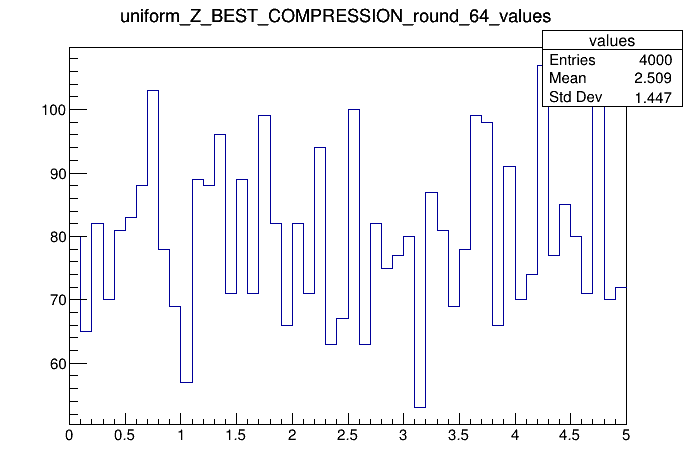 uniform_Z_BEST_COMPRESSION_round_64_values
values
Entries 4000
Mean 2.509
Std Dev 1.447
100
90
80
70
60
0 0.5 1 1.5 2 2.5 3 3.5 4 4.5 5